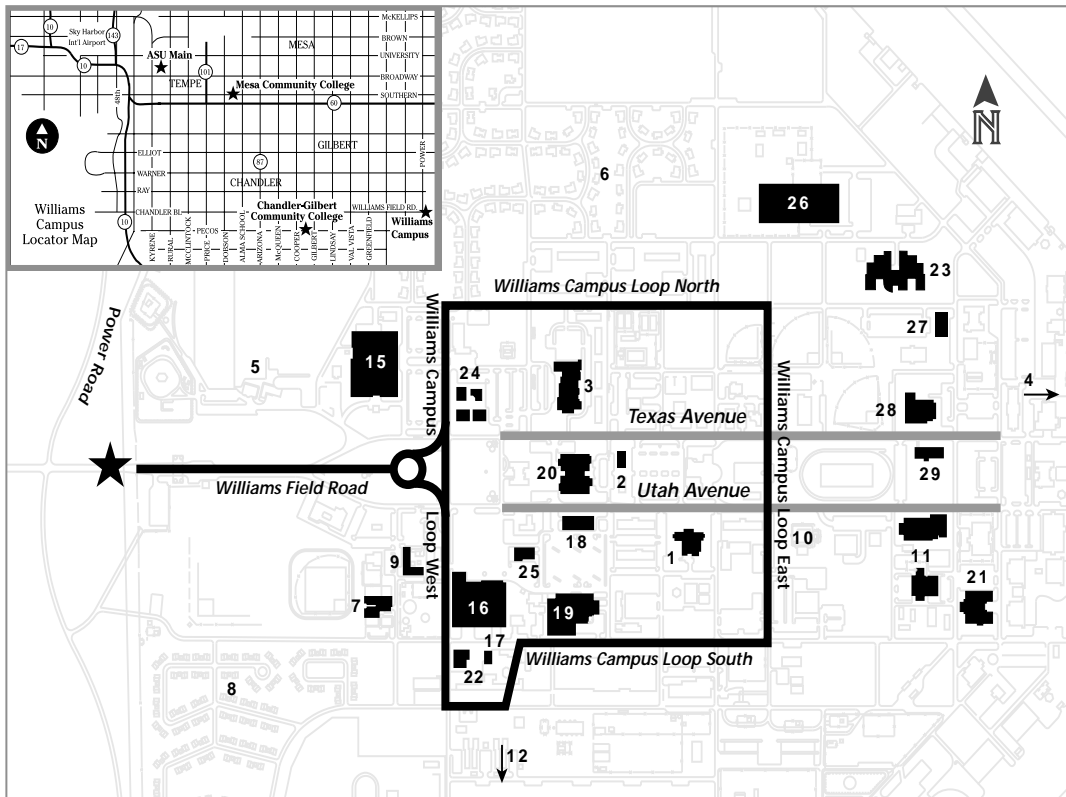 McKELLIPS
10
143
Sky Harbor
Int'l Airport
BROWN
MESA
17
UNIVERSITY
ASU Main
10
101
BROADWAY
TEMPE
Mesa Community College
SOUTHERN
48th
60
N
GILBERT
POWER
ELLIOT
87
WARNER
CHANDLER
RAY
Chandler-Gilbert
Community College
WILLIAMS FIELD RD.
CHANDLER BL.
Williams
Campus
Locator Map
10
Williams
Campus
KYRENE
RURAL
McCLINTOCK
PRICE
PECOS
DOBSON
ALMA SCHOOL
ARIZONA
McQUEEN
COOPER
GILBERT
LINDSAY
VAL VISTA
GREENFIELD
N
6
26
23
Williams Campus Loop North
27
Power Road
5
15
Williams Campus
Loop West
24
3
Williams Campus Loop East
4
28
Texas Avenue
20
2
29
Williams Field Road
Utah Avenue
18
1
10
11
9
25
21
7
16
19
17
Williams Campus Loop South
22
8
12